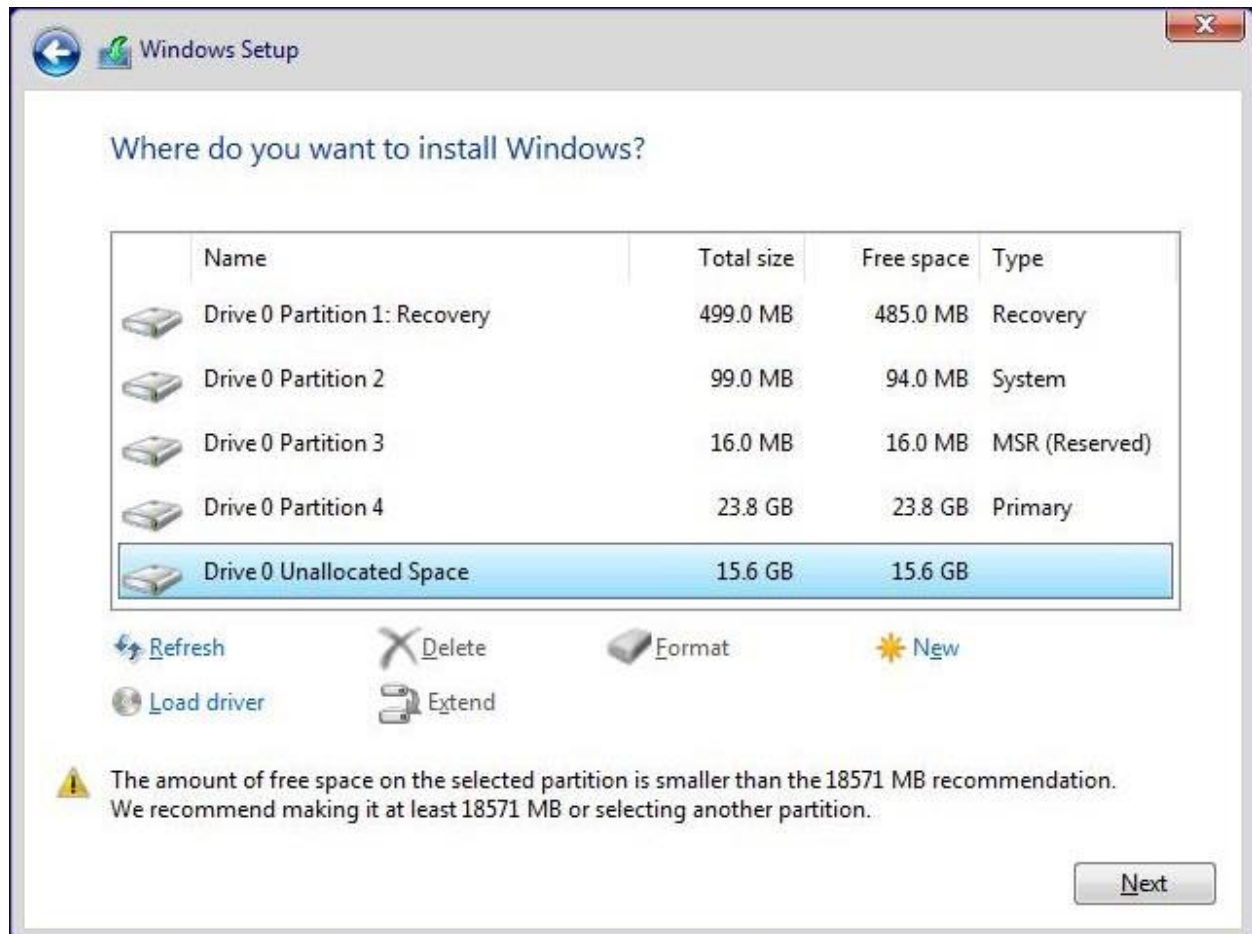 Windows Setup
Where do you want to install Windows?
Name Total size Free space Type
Drive 0 Partition 1: Recovery 499.0 MB 485.0 MB Recovery
Drive 0 Partition 2 99.0 MB 94.0 MB System
Drive 0 Partition 3 16.0 MB 16.0 MB MSR (Reserved)
Drive 0 Partition 4 23.8 GB 23.8 GB Primary
Drive 0 Unallocated Space 15.6 GB 15.6 GB
Refresh Delete Format New
Load driver Extend
The amount of free space on the selected partition is smaller than the 18571 MB recommendation.
We recommend making it at least 18571 MB or selecting another partition.
Next